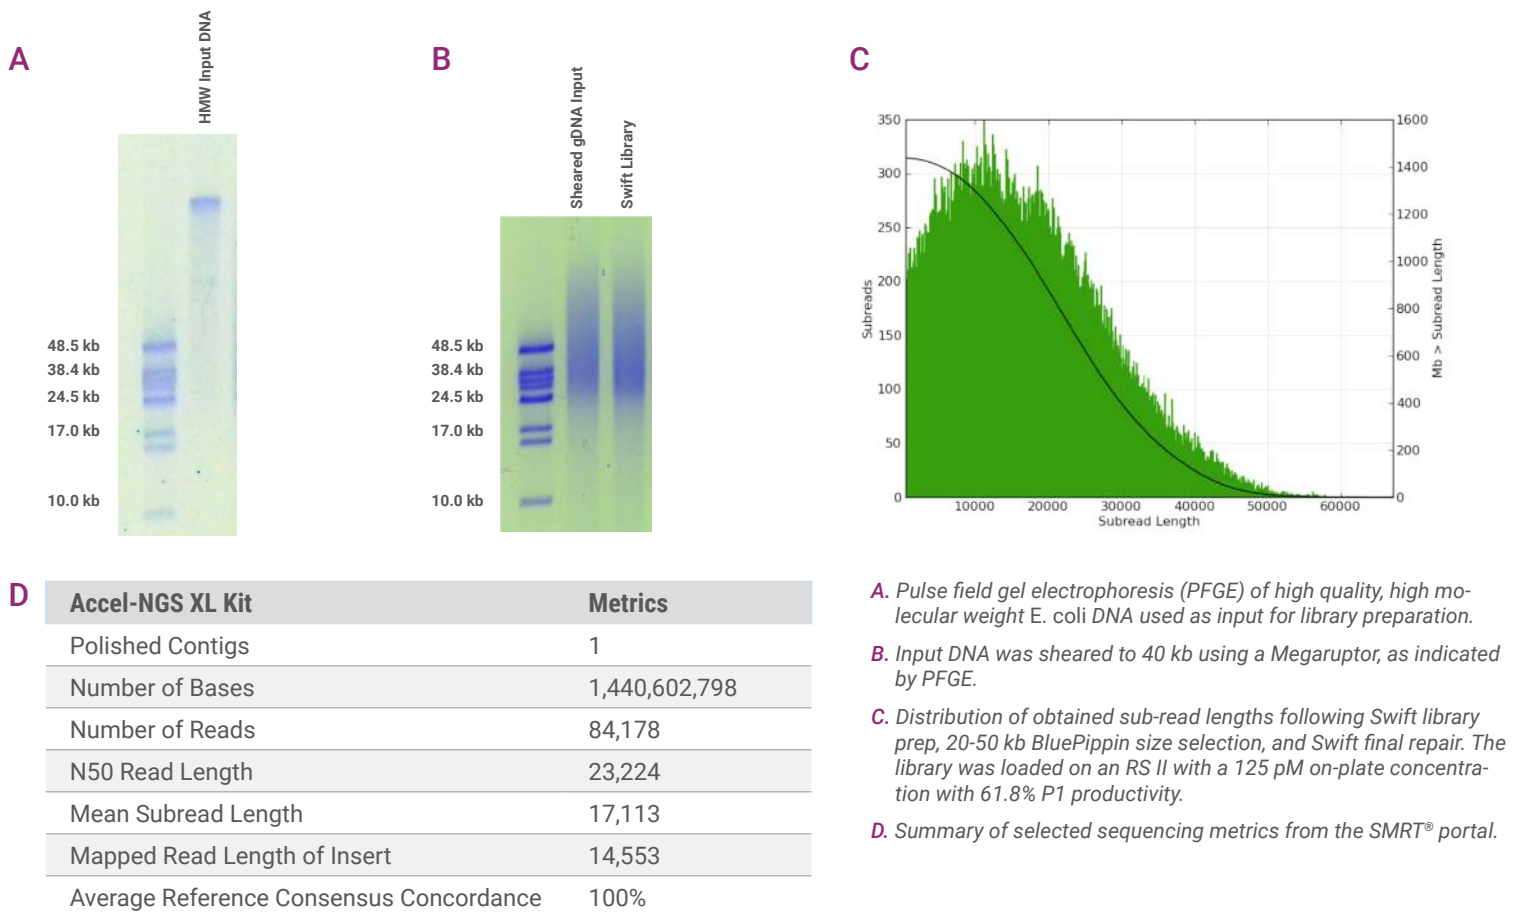 A
HMW Input DNA
48.5 kb
38.4 kb
24.5 kb
17.0 kb
10.0 kb
B
Sheared gDNA Input
Swift Library
48.5 kb
38.4 kb
24.5 kb
17.0 kb
10.0 kb
C
350
300
250
200
150
100
50
0
Subreads
1600
1400
1200
1000
800
600
400
200
0
Mb > Subread Length
10000 20000 30000 40000 50000 60000
Subread Length
D
Accel-NGS XL Kit Metrics
Polished Contigs 1
Number of Bases 1,440,602,798
Number of Reads 84,178
N50 Read Length 23,224
Mean Subread Length 17,113
Mapped Read Length of Insert 14,553
Average Reference Consensus Concordance 100%
A. Pulse field gel electrophoresis (PFGE) of high quality, high mo-
lecular weight E. coli DNA used as input for library preparation.
B. Input DNA was sheared to 40 kb using a Megaruptor, as indicated
by PFGE.
C. Distribution of obtained sub-read lengths following Swift library
prep, 20-50 kb BluePippin size selection, and Swift final repair. The
library was loaded on an RS II with a 125 pM on-plate concentra-
tion with 61.8% P1 productivity.
D. Summary of selected sequencing metrics from the SMRT® portal.